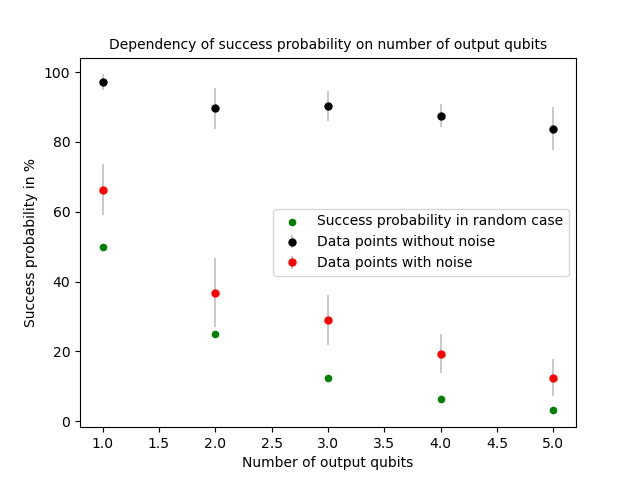 Dependency of success probability on number of output qubits
100
80
60
40
20
0
Success probability in %
Success probability in random case
Data points without noise
Data points with noise
1.0 1.5 2.0 2.5 3.0 3.5 4.0 4.5 5.0
Number of output qubits